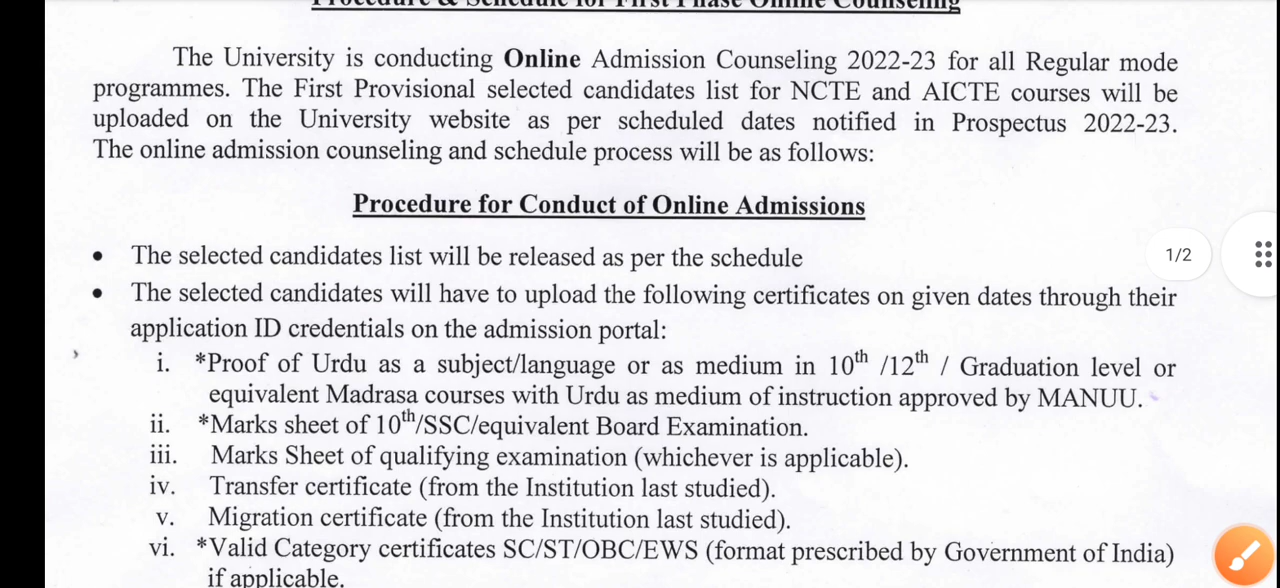 Procedure & Schedule for First Phase Online Counseling
The University is conducting Online Admission Counseling 2022-23 for all Regular mode
programmes. The First Provisional selected candidates list for NCTE and AICTE courses will be
uploaded on the University website as per scheduled dates notified in Prospectus 2022-23.
The online admission counseling and schedule process will be as follows:
Procedure for Conduct of Online Admissions
• The selected candidates list will be released as per the schedule
1/2
• The selected candidates will have to upload the following certificates on given dates through their
application ID credentials on the admission portal:
i. *Proof of Urdu as a subject/language or as medium in 10th /12th / Graduation level or
equivalent Madrasa courses with Urdu as medium of instruction approved by MANUU.
ii. *Marks sheet of 10th/SSC/equivalent Board Examination.
iii. Marks Sheet of qualifying examination (whichever is applicable).
iv. Transfer certificate (from the Institution last studied).
v. Migration certificate (from the Institution last studied).
vi. *Valid Category certificates SC/ST/OBC/EWS (format prescribed by Government of India)
if applicable.